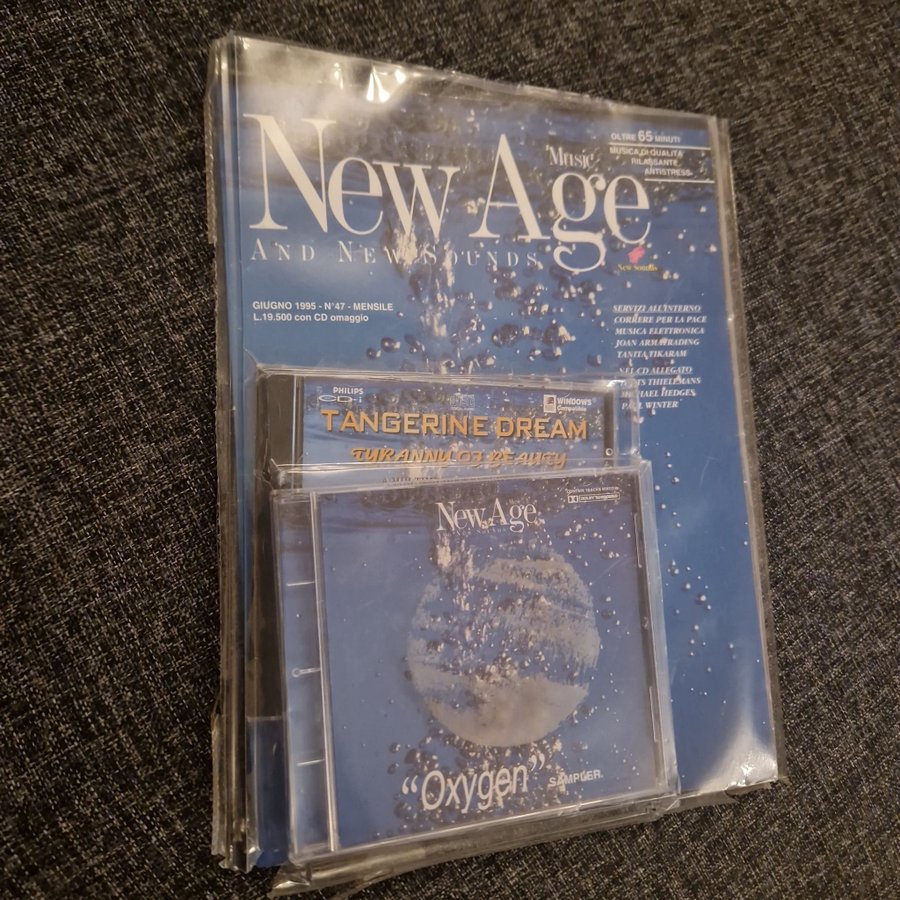 New Age
Music
AND NEW SOUNDS
OLTRE 65 MINUTI
MUSICA DI QUALITÀ
RILASSANTE
ANTISTRESS
New Sounds
GIUGNO 1995 - N°47 - MENSILE
L.19.500 con CD omaggio
SERVIZI ALL'INTERNO
CORRERE PER LA PACE
MUSICA ELETTRONICA
JOAN ARMATRADING
TANITA TIKARAM
NEL CD ALLEGATO
THIELEMANS
MICHAEL HEDGES
PAUL WINTER
PHILIPS
CD-i
WINDOWS
Compatible
TANGERINE DREAM
TYRANNY OF BEAUTY
New Age
DOLBY SURROUND
"Oxygen" SAMPLER